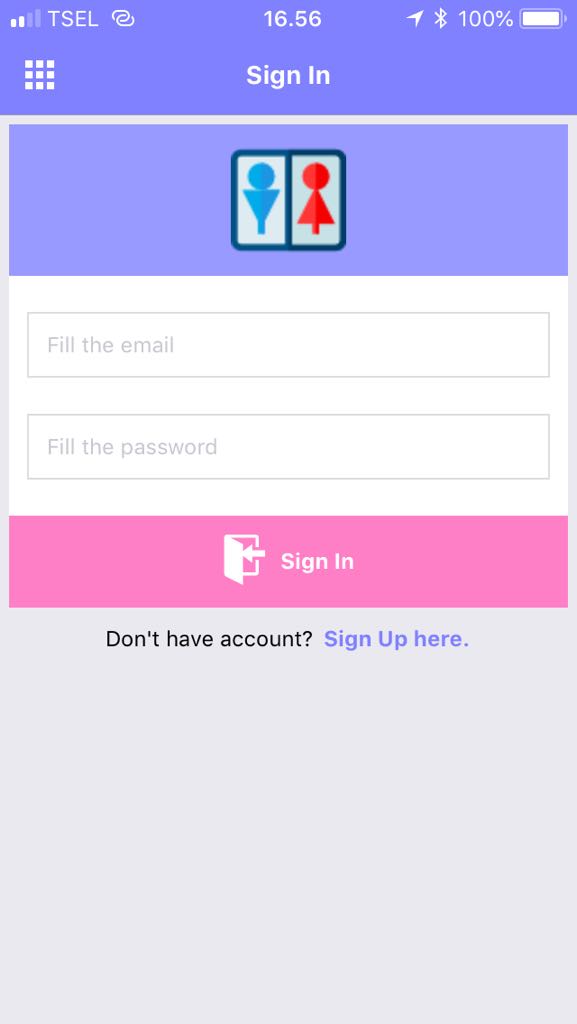 TSEL 16.56 100%
Sign In
Fill the email
Fill the password
Sign In
Don't have account? Sign Up here.